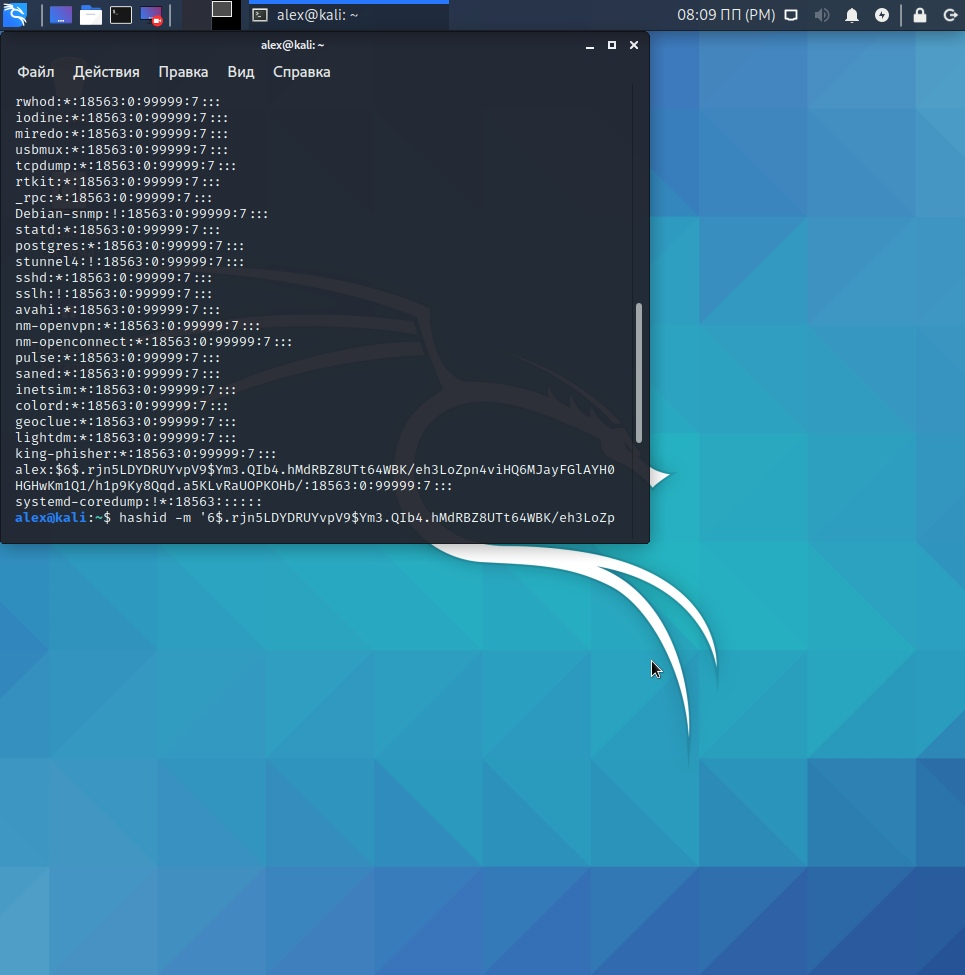 alex@kali: ~
08:09 ПП (PM)
alex@kali: ~
Файл Действия Правка Вид Справка
rwhod:*:18563:0:99999:7:::
iodine:*:18563:0:99999:7:::
miredo:*:18563:0:99999:7:::
usbmux:*:18563:0:99999:7:::
tcpdump:*:18563:0:99999:7:::
rtkit:*:18563:0:99999:7:::
_rpc:*:18563:0:99999:7:::
Debian-snmp:!:18563:0:99999:7:::
statd:*:18563:0:99999:7:::
postgres:*:18563:0:99999:7:::
stunnel4:!:18563:0:99999:7:::
sshd:*:18563:0:99999:7:::
sslh:!:18563:0:99999:7:::
avahi:*:18563:0:99999:7:::
nm-openvpn:*:18563:0:99999:7:::
nm-openconnect:*:18563:0:99999:7:::
pulse:*:18563:0:99999:7:::
saned:*:18563:0:99999:7:::
inetsim:*:18563:0:99999:7:::
colord:*:18563:0:99999:7:::
geoclue:*:18563:0:99999:7:::
lightdm:*:18563:0:99999:7:::
king-phisher:*:18563:0:99999:7:::
alex:$6$.rjn5LDYDRUYvpV9$Ym3.QIb4.hMdRBZ8UTt64WBK/eh3LoZpn4viHQ6MJayFGlAYH0
HGHwKm1Q1/h1p9Ky8Qqd.a5KLvRaUOPKOHb/:18563:0:99999:7:::
systemd-coredump:!*:18563::::::
alex@kali:~$ hashid -m '6$.rjn5LDYDRUYvpV9$Ym3.QIb4.hMdRBZ8UTt64WBK/eh3LoZp